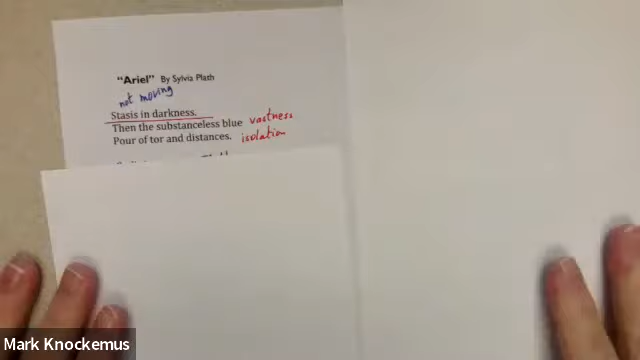 "Ariel" By Sylvia Plath
not moving
Stasis in darkness.
Then the substanceless blue vastness
Pour of tor and distances. isolation
Mark Knockemus